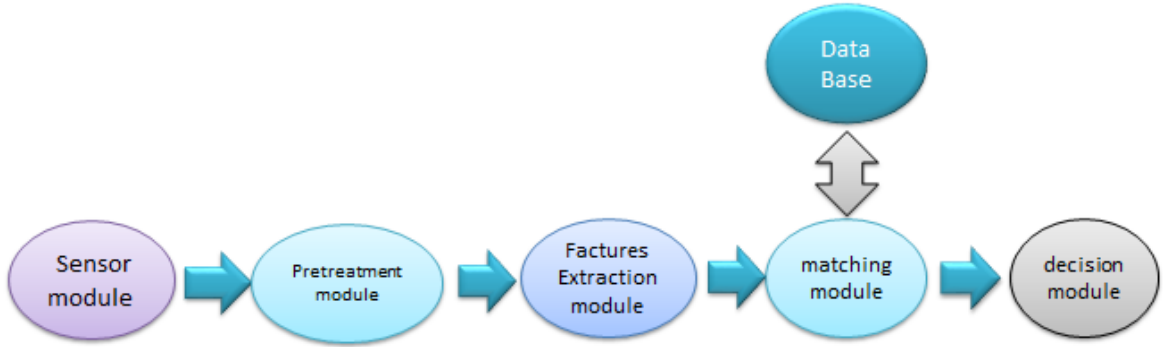 Data
Base
Sensor
module
Pretreatment
module
Factures
Extraction
module
matching
module
decision
module